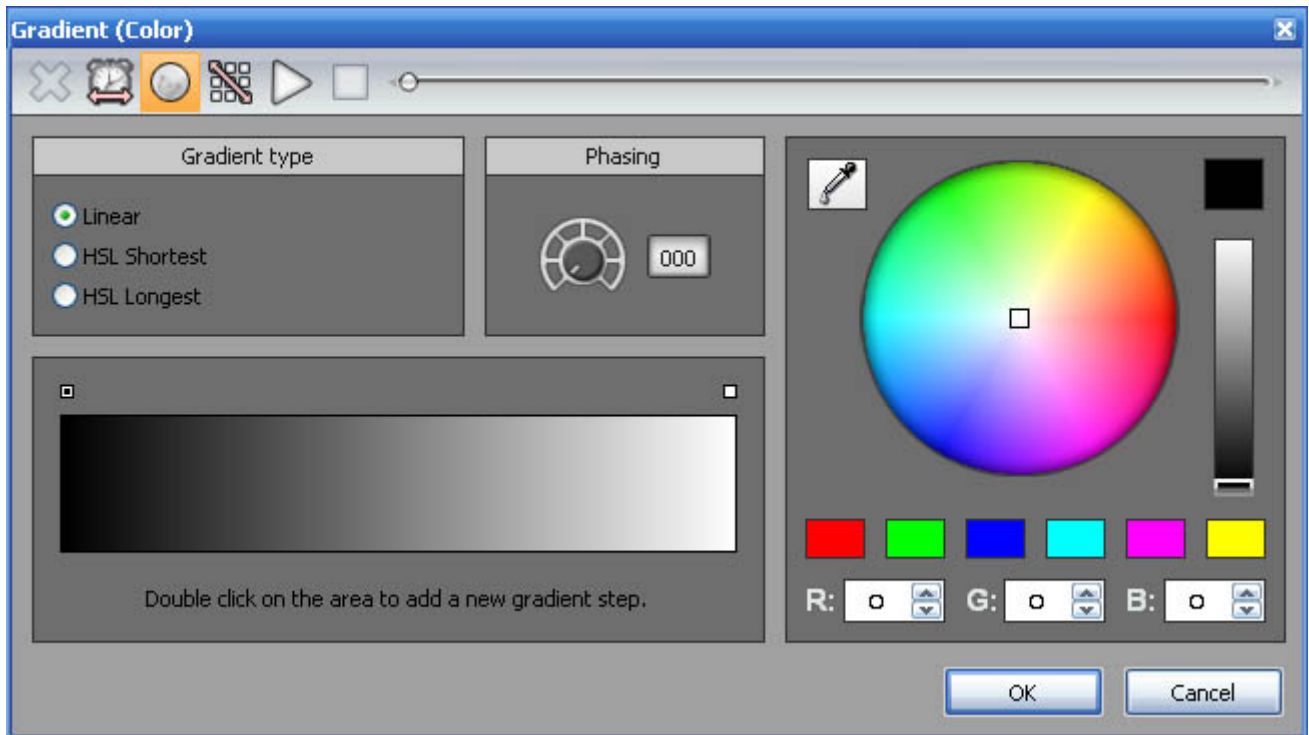 Gradient (Color)
Gradient type
Phasing
Linear
HSL Shortest
HSL Longest
000
Double click on the area to add a new gradient step.
R: 0 G: 0 B: 0
OK Cancel